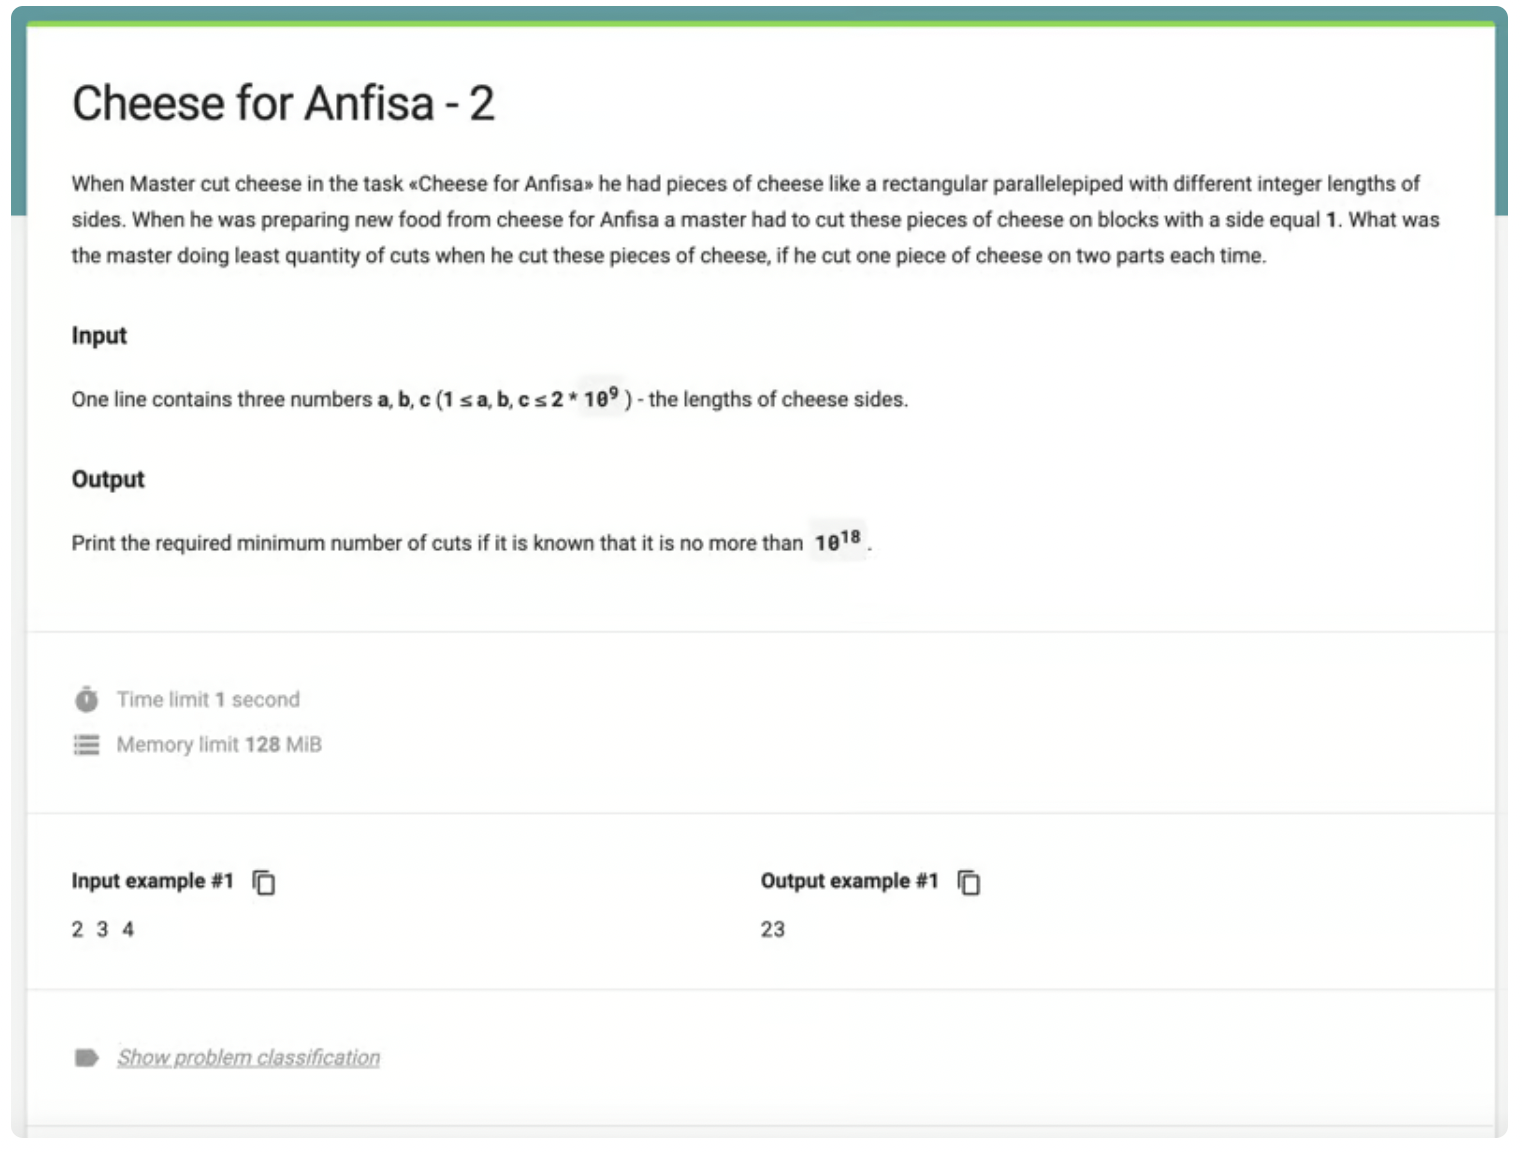 Cheese for Anfisa - 2
When Master cut cheese in the task «Cheese for Anfisa» he had pieces of cheese like a rectangular parallelepiped with different integer lengths of
sides. When he was preparing new food from cheese for Anfisa a master had to cut these pieces of cheese on blocks with a side equal 1. What was
the master doing least quantity of cuts when he cut these pieces of cheese, if he cut one piece of cheese on two parts each time.
Input
One line contains three numbers a, b, c (1 ≤ a, b, c ≤ 2 * 10⁹ ) - the lengths of cheese sides.
Output
Print the required minimum number of cuts if it is known that it is no more than 10¹⁸ .
Time limit 1 second
Memory limit 128 MiB
Input example #1
2 3 4
Output example #1
23
Show problem classification